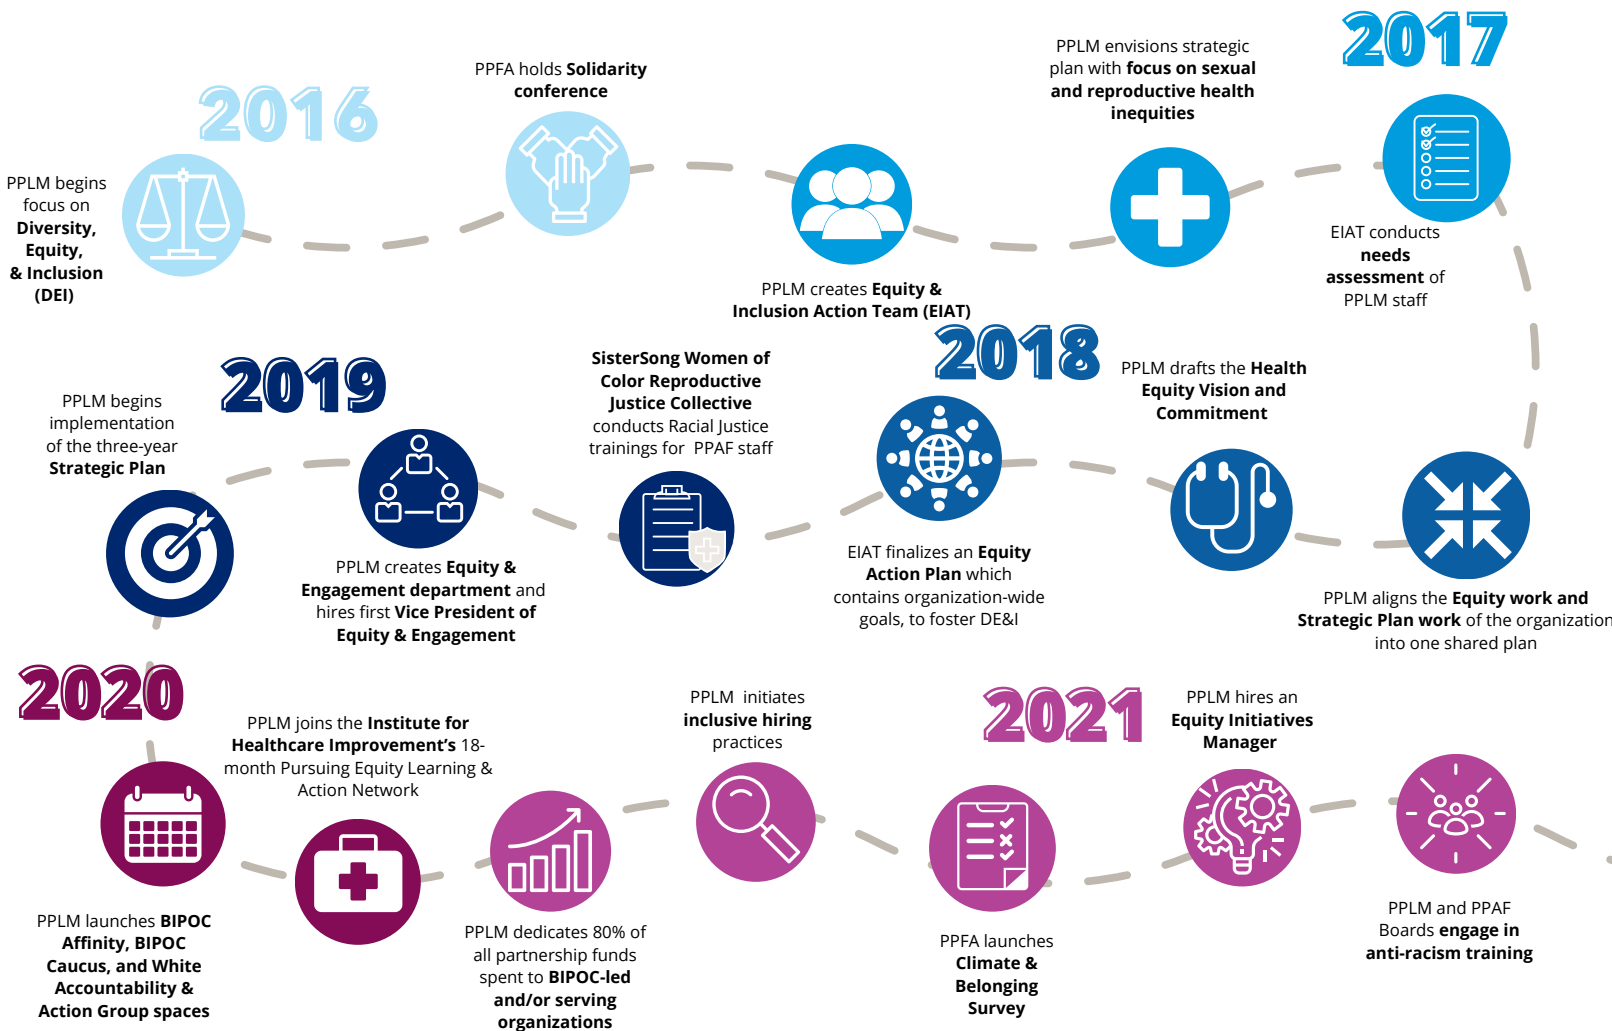 2016
PPLM begins
focus on
Diversity,
Equity,
& Inclusion
(DEI)
PPFA holds Solidarity
conference
PPLM creates Equity &
Inclusion Action Team (EIAT)
PPLM envisions strategic
plan with focus on sexual
and reproductive health
inequities
2017
EIAT conducts
needs
assessment of
PPLM staff
PPLM aligns the Equity work and
Strategic Plan work of the organization
into one shared plan
PPLM drafts the Health
Equity Vision and
Commitment
2018
EIAT finalizes an Equity
Action Plan which
contains organization-wide
goals, to foster DE&I
SisterSong Women of
Color Reproductive
Justice Collective
conducts Racial Justice
trainings for PPAF staff
2019
PPLM creates Equity &
Engagement department and
hires first Vice President of
Equity & Engagement
PPLM begins
implementation
of the three-year
Strategic Plan
2020
PPLM launches BIPOC
Affinity, BIPOC
Caucus, and White
Accountability &
Action Group spaces
PPLM joins the Institute for
Healthcare Improvement's 18-
month Pursuing Equity Learning &
Action Network
PPLM dedicates 80% of
all partnership funds
spent to BIPOC-led
and/or serving
organizations
PPLM initiates
inclusive hiring
practices
2021
PPFA launches
Climate &
Belonging
Survey
PPLM hires an
Equity Initiatives
Manager
PPLM and PPAF
Boards engage in
anti-racism training